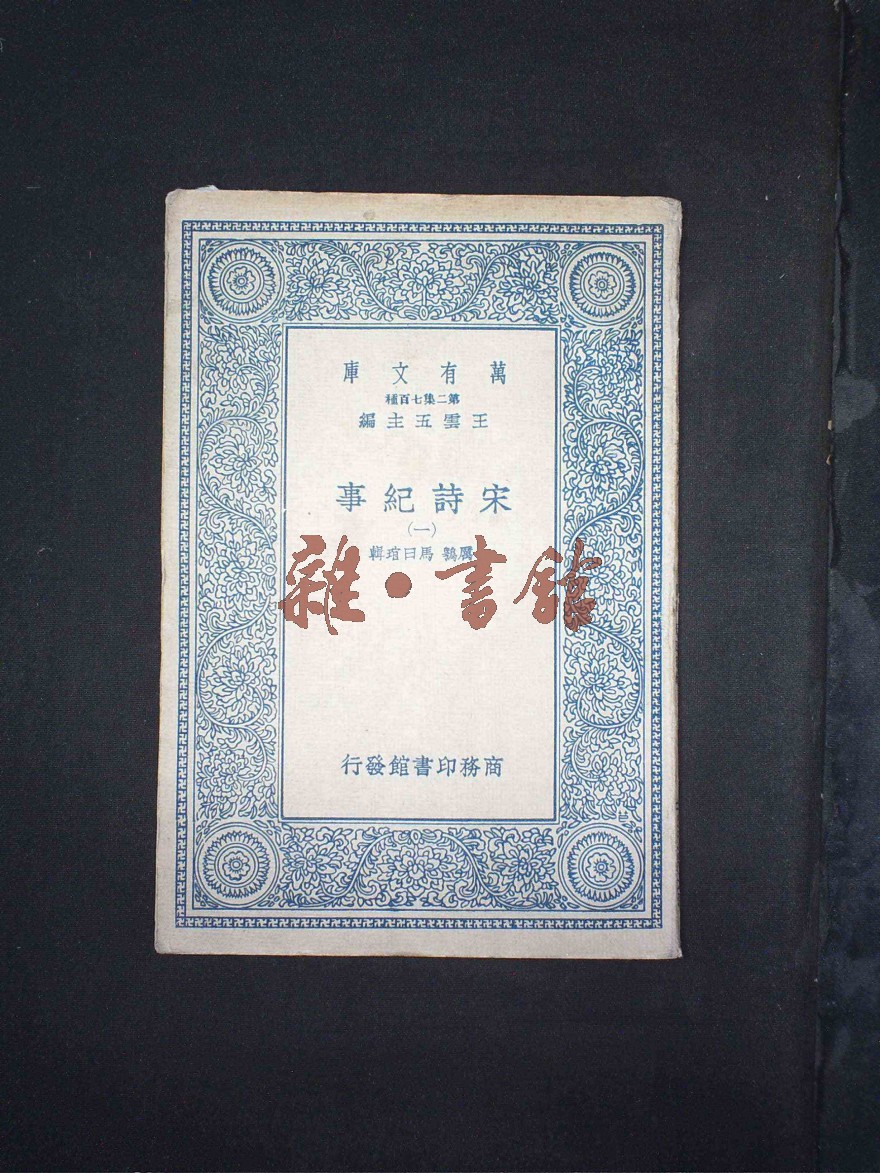 萬有文庫
第二集七百種
王雲五主編
宋詩紀事
(一)
厲鶚 馬曰琯輯
雜·書館
商務印書館發行